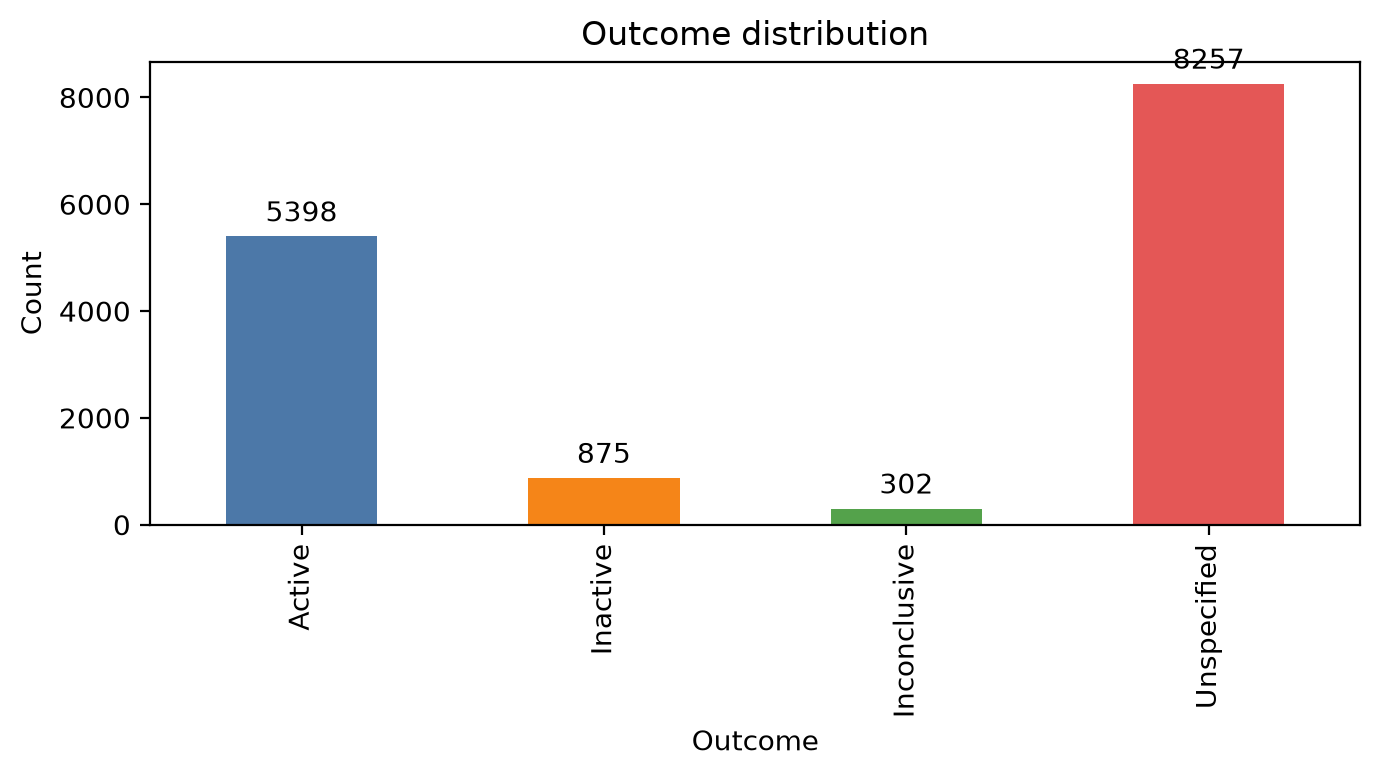 Outcome distribution
8257
8000
5398
6000
Count
4000
2000
875
302
0
Active
Inactive
Inconclusive
Unspecified
Outcome